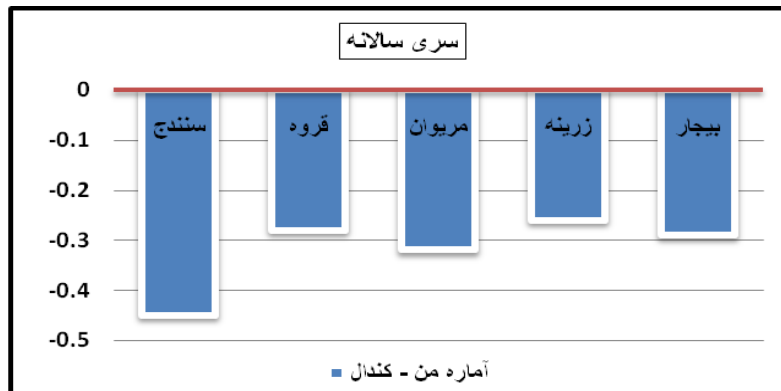 سری سالانه
0
-0.1
-0.2
-0.3
-0.4
-0.5
سنندج
قروه
مریوان
زرینه
بیجار
آماره من - کندال